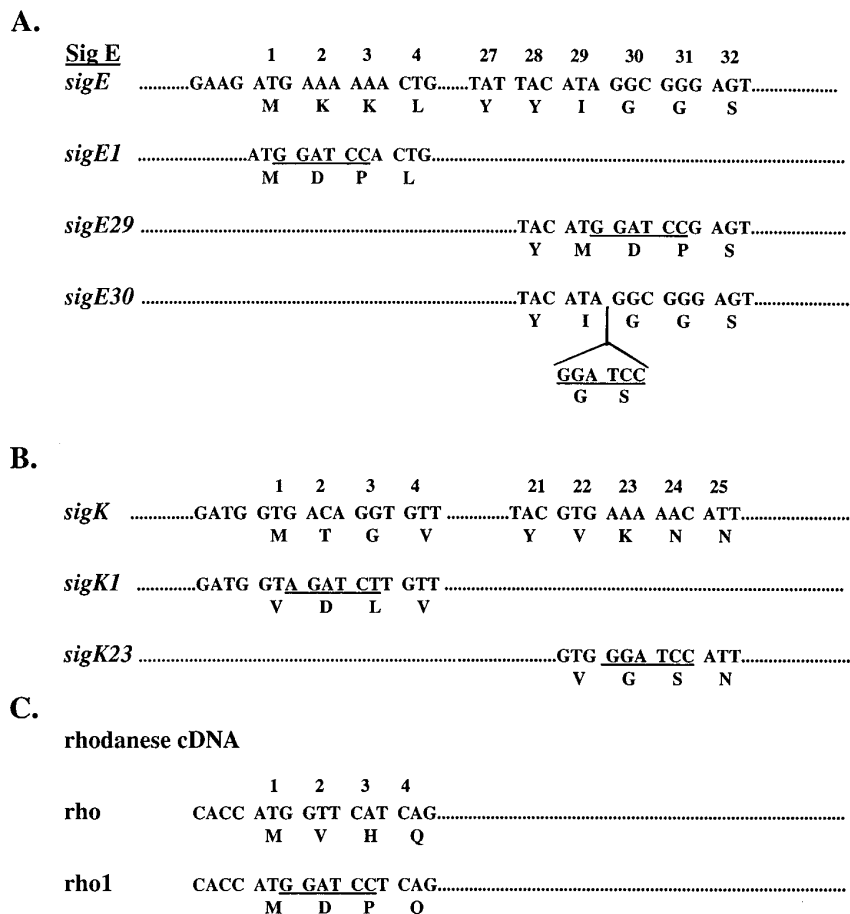 A.
Sig E
1 2 3 4 27 28 29 30 31 32
sigE ...........GAAG ATG AAA AAA CTG.......TAT TAC ATA GGC GGG AGT...................
M K K L Y Y I G G S
sigE1 ........................ATG GAT CCA CTG..........................................................................................
M D P L
sigE29 ....................................................................................TAC ATG GAT CCG AGT.....................
Y M D P S
sigE30 ....................................................................................TAC ATA GGC GGG AGT.....................
Y I G G S
GGA TCC
G S
B.
1 2 3 4 21 22 23 24 25
sigK ..............GATG GTG ACA GGT GTT ..............TAC GTG AAA AAC ATT........................
M T G V Y V K N N
sigK1 .............GATG GTA GATCTT GTT .........................................................................................
V D L V
sigK23 .............................................................................................GTG GGA TCC ATT........................
V G S N
C.
rhodanese cDNA
1 2 3 4
rho CACC ATG GTT CAT CAG.........................................................................................
M V H Q
rho1 CACC ATG GAT CCT CAG.........................................................................................
M D P Q